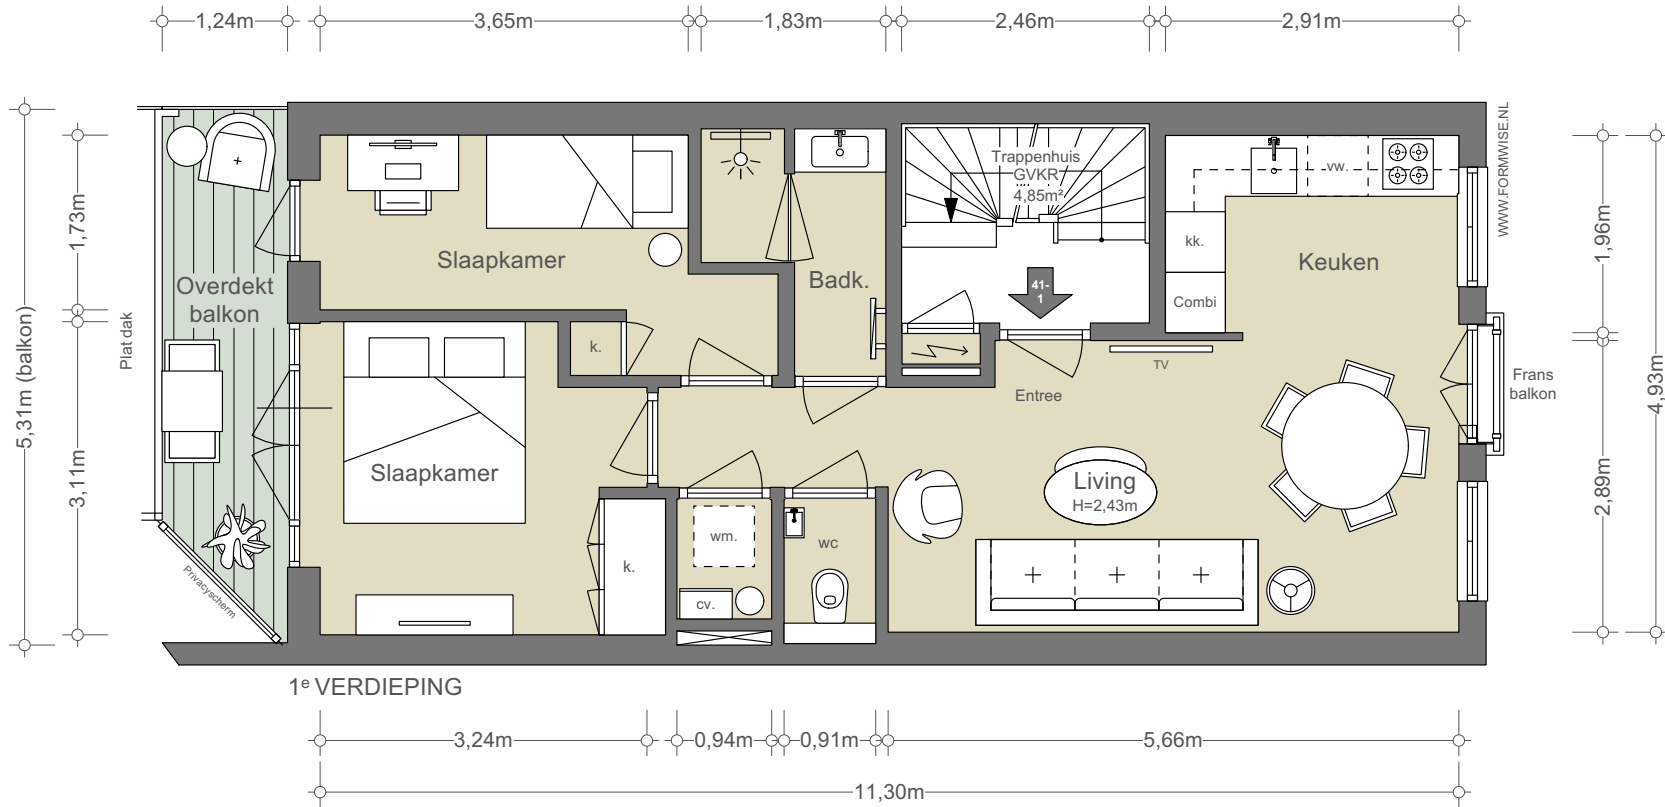 1,24m
3,65m
1,83m
2,46m
2,91m
5,31m (balkon)
1,73m
3,11m
Plat dak
Overdekt
balkon
Privacyscherm
Slaapkamer
Slaapkamer
k.
k.
Badk.
Trappenhuis
GVKR
4,85m²
41-
1
Entree
wm.
cv.
wc
vw.
kk.
Combi
Keuken
TV
Living
H=2,43m
Frans
balkon
WWW.FORMWISE.NL
1,96m
2,89m
4,93m
1e VERDIEPING
3,24m
0,94m
0,91m
5,66m
11,30m